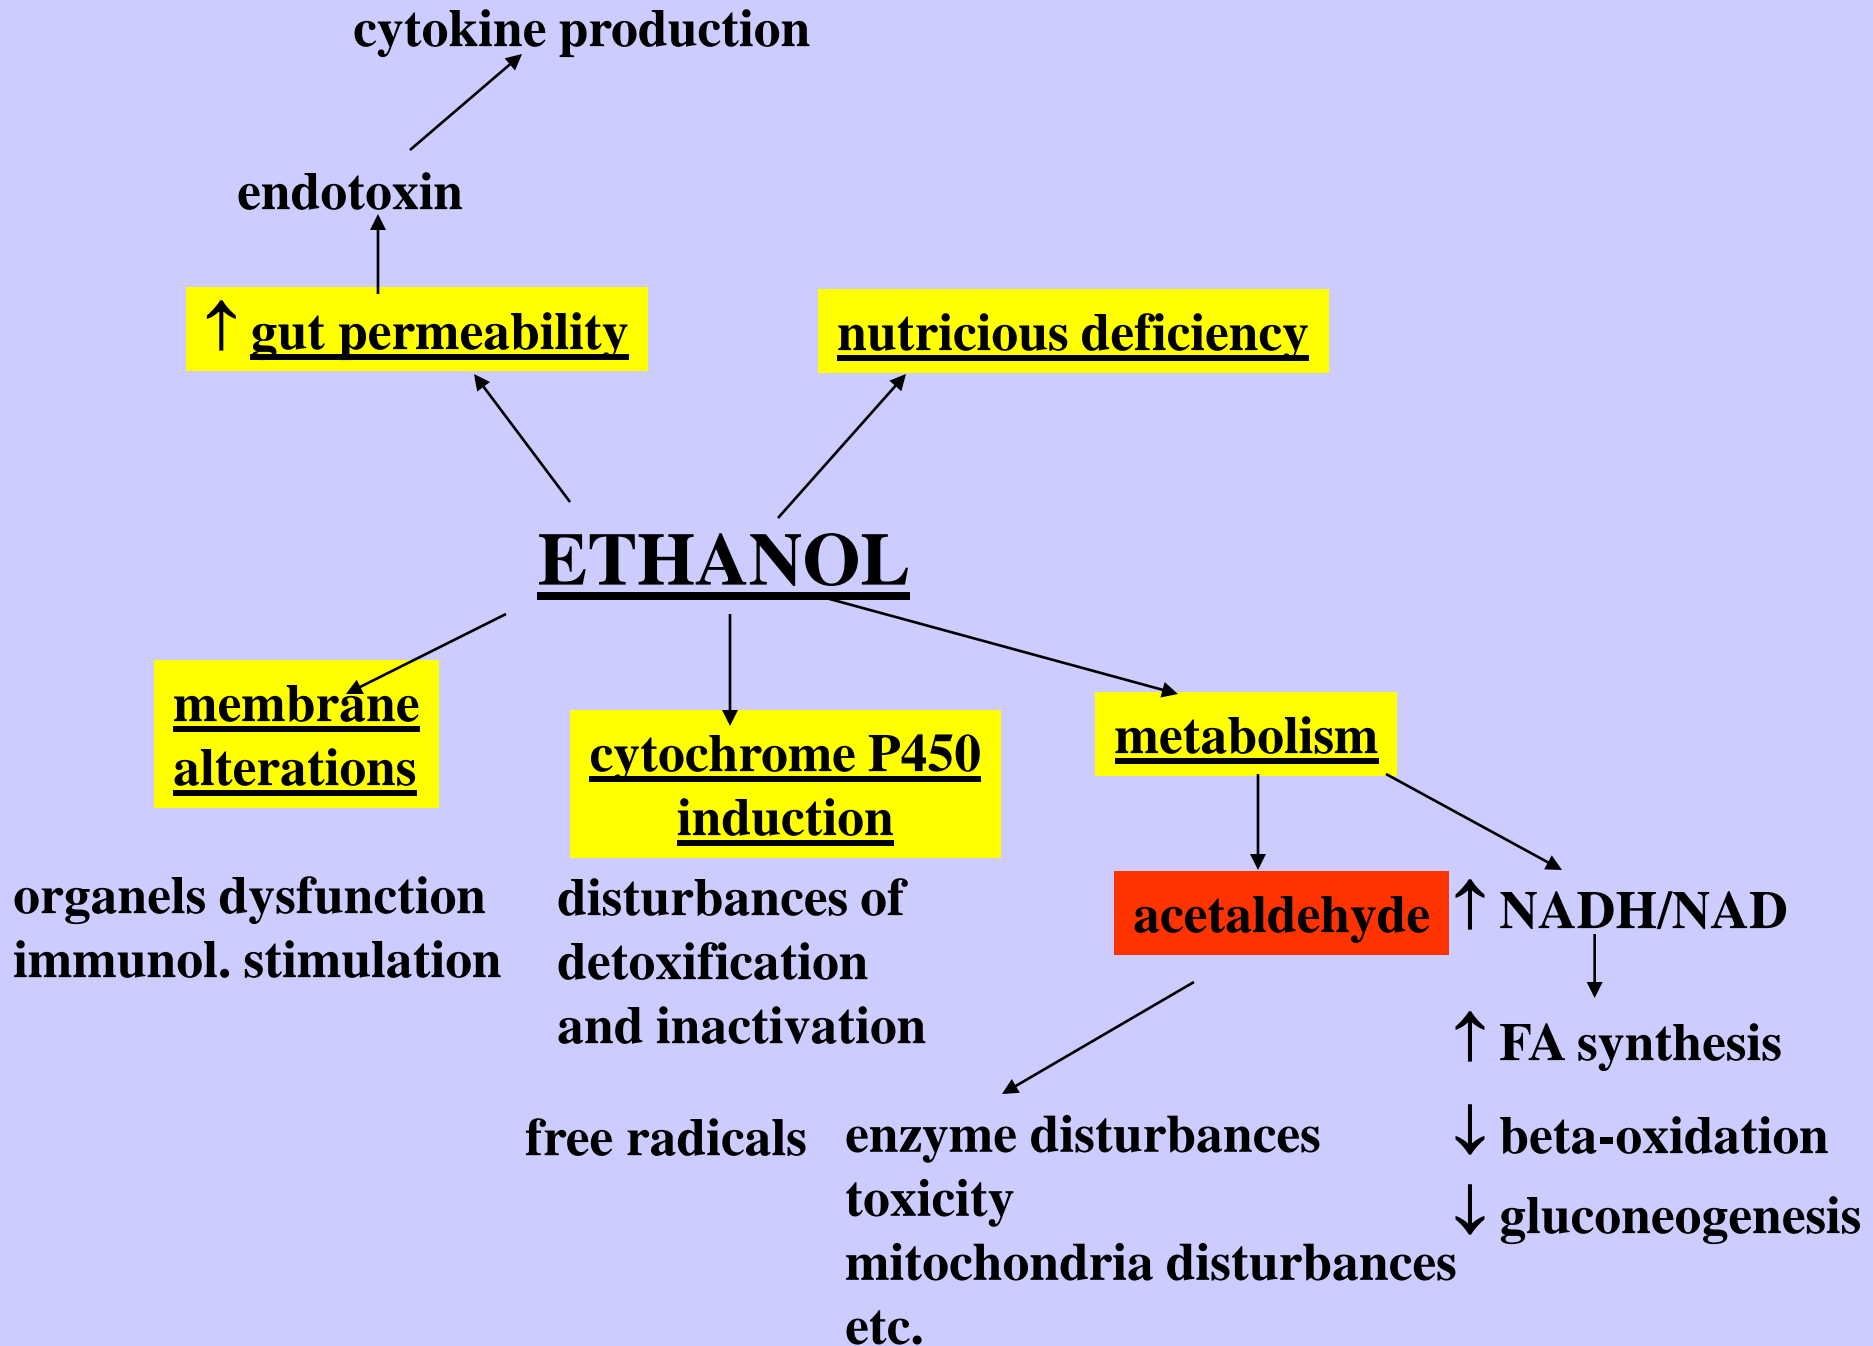 cytokine production
endotoxin
↑ gut permeability
nutricious deficiency
ETHANOL
membrane
alterations
cytochrome P450
induction
metabolism
organels dysfunction
immunol. stimulation
disturbances of
detoxification
and inactivation
free radicals
acetaldehyde
enzyme disturbances
toxicity
mitochondria disturbances
etc.
↑ NADH/NAD
↑ FA synthesis
↓ beta-oxidation
↓ gluconeogenesis